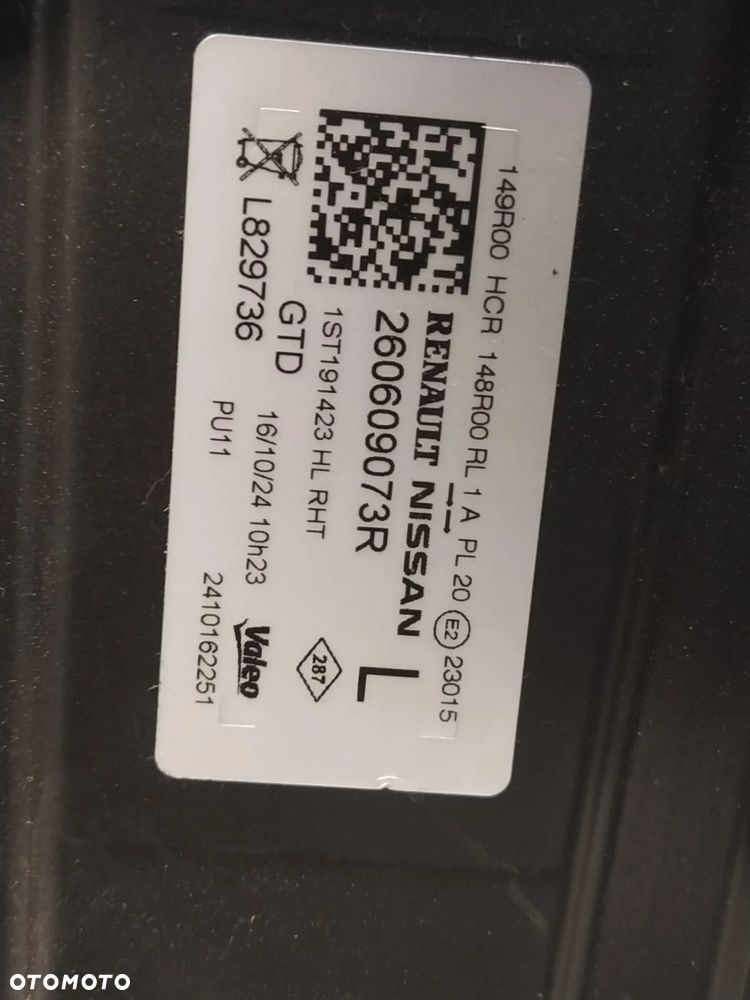 149R00 HCR 148R00 RL 1 A PL 20 E2 23015
RENAULT NISSAN L
260609073R
1ST191423 HL RHT 287
GTD
L829736 16/10/24 10h23 Valeo
PU11 2410162251
OTOMOTO